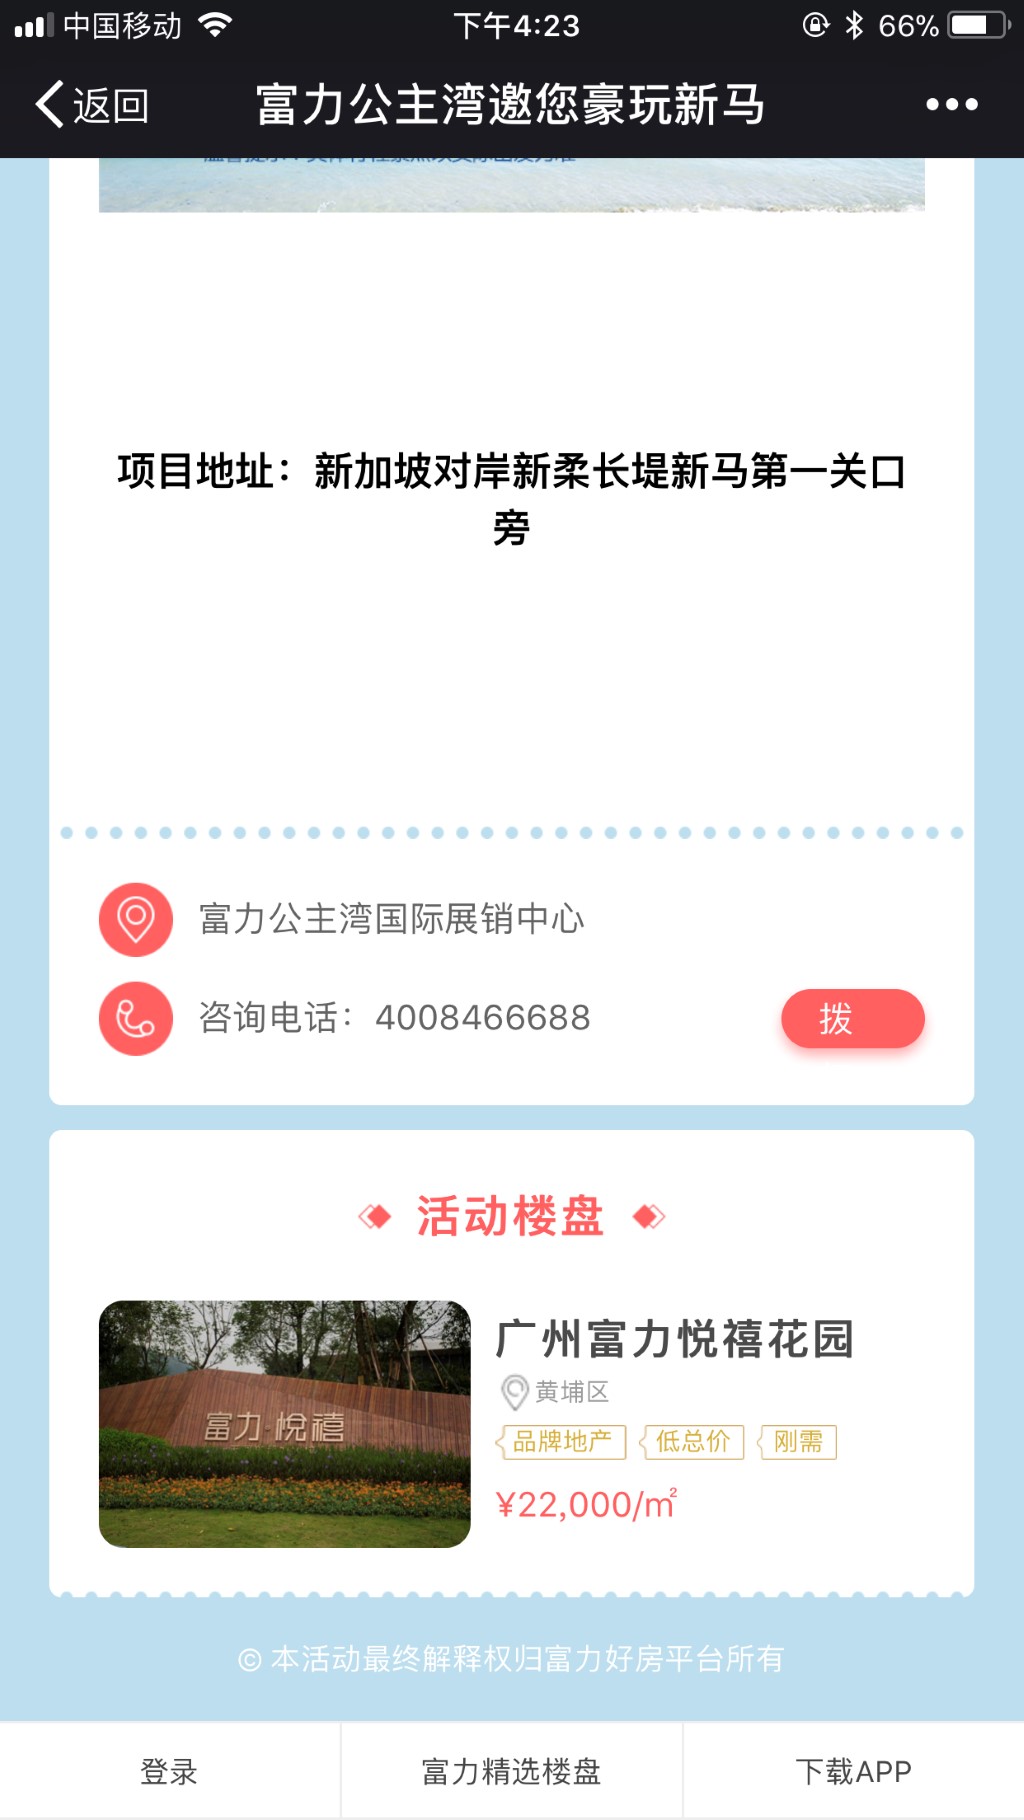 中国移动 下午4:23 66%
返回 富力公主湾邀您豪玩新马
项目地址：新加坡对岸新柔长堤新马第一关口
旁
富力公主湾国际展销中心
咨询电话：4008466688 拨
活动楼盘
富力·悦禧
广州富力悦禧花园
黄埔区
品牌地产 低总价 刚需
¥22,000/㎡
© 本活动最终解释权归富力好房平台所有
登录 富力精选楼盘 下载APP